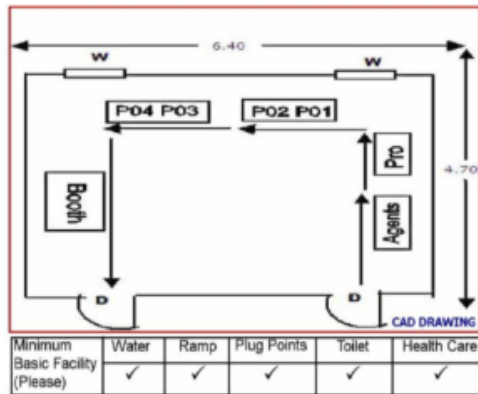 6.40
W W
P04 P03 P02 P01
Pro
4.70
Booth
Agents
D D
CAD DRAWING
Minimum Basic Facility (Please) Water Ramp Plug Points Toilet Health Care
✓ ✓ ✓ ✓ ✓